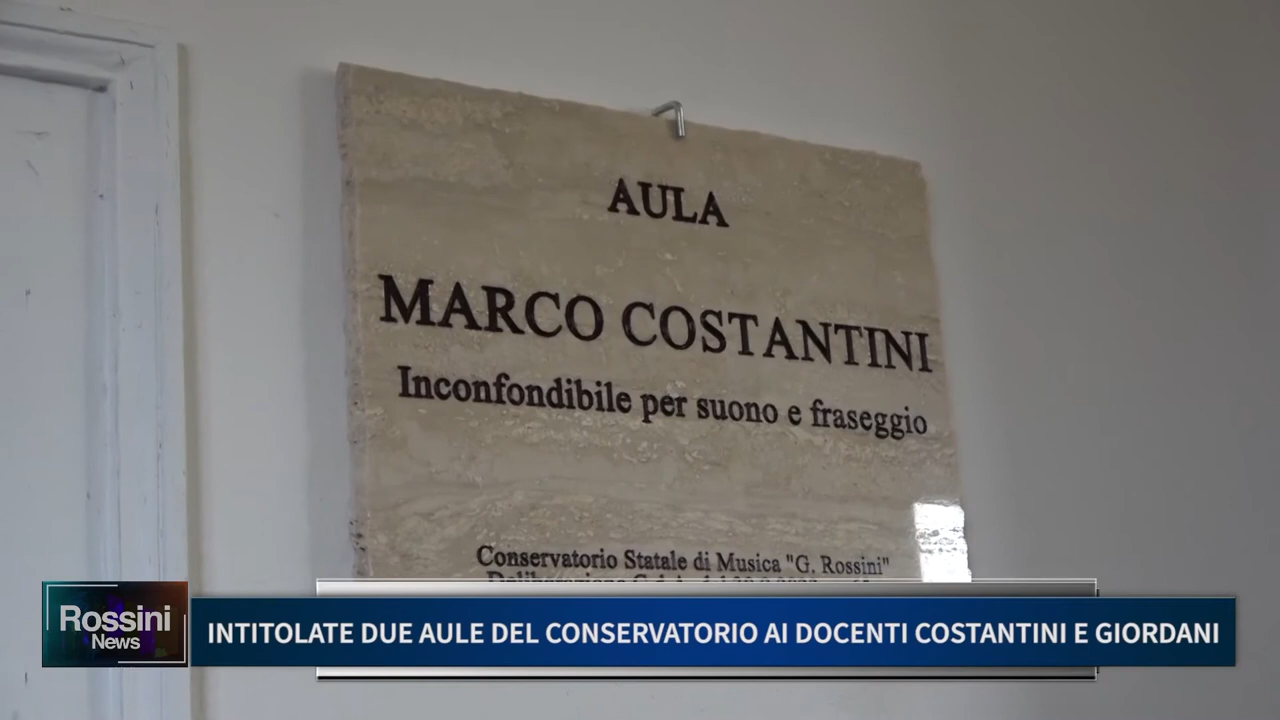 AULA
MARCO COSTANTINI
Inconfondibile per suono e fraseggio
Conservatorio Statale di Musica "G. Rossini"
Rossini
News
INTITOLATE DUE AULE DEL CONSERVATORIO AI DOCENTI COSTANTINI E GIORDANI